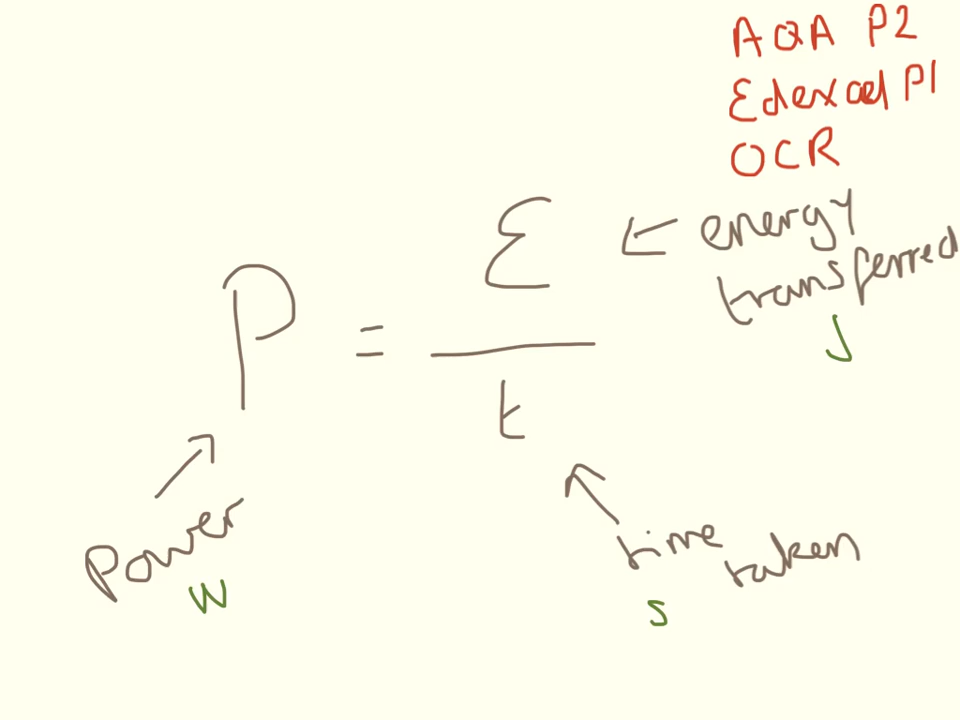 AQA P2
Edexcel P1
OCR
P = E / t
energy
transferred
J
Power
W
time
taken
s